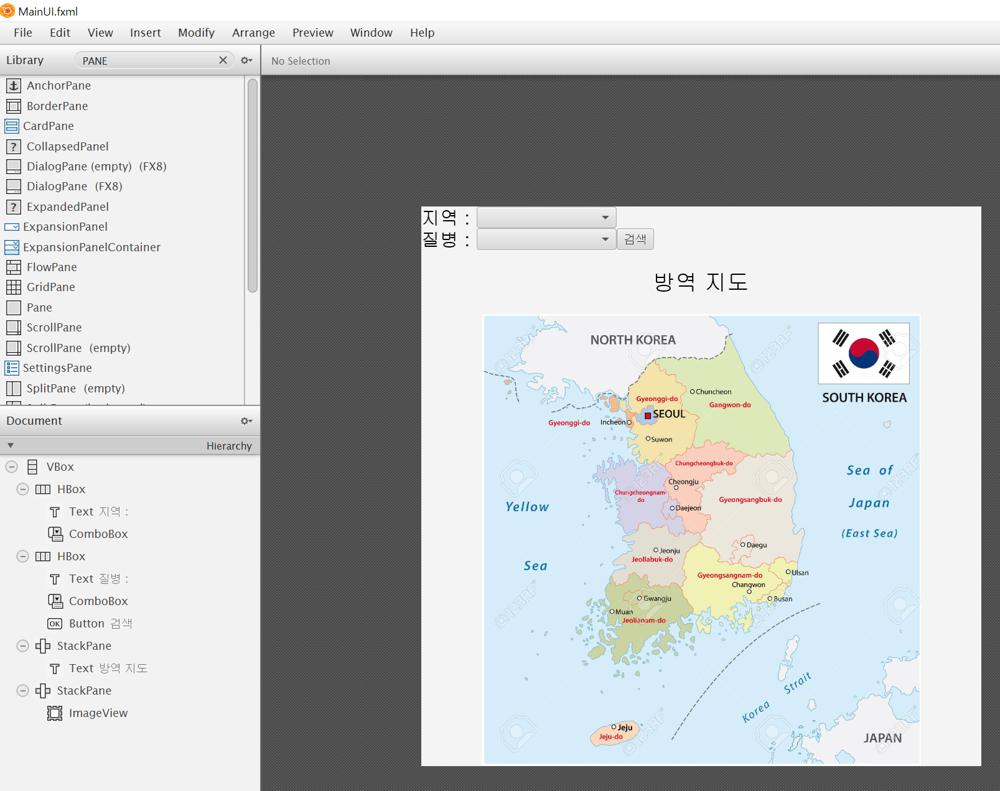 MainUI.fxml
File Edit View Insert Modify Arrange Preview Window Help
Library PANE
No Selection
AnchorPane
BorderPane
CardPane
CollapsedPanel
DialogPane (empty) (FX8)
DialogPane (FX8)
ExpandedPanel
ExpansionPanel
ExpansionPanelContainer
FlowPane
GridPane
Pane
ScrollPane
ScrollPane (empty)
SettingsPane
SplitPane (empty)
Document
Hierarchy
VBox
HBox
Text 지역 :
ComboBox
HBox
Text 질병 :
ComboBox
OK Button 검색
StackPane
Text 방역 지도
StackPane
ImageView
지역 :
질병 : 검색
방역 지도
NORTH KOREA
SOUTH KOREA
Chuncheon
Gyeonggi-do
Gangwon-do
SEOUL
Gyeonggi-do
Incheon
Suwon
Chungcheongbuk-do
Cheongju
Chungcheongnam-
do
Gyeongsangbuk-do
Daejeon
Yellow
Sea
Sea of
Japan
(East Sea)
Daegu
Jeonju
Jeollabuk-do
Gyeongsangnam-do
Ulsan
Changwon
Gwangju
Busan
Muan
Jeollanam-do
Korea Strait
Jeju
Jeju-do
JAPAN
123RF